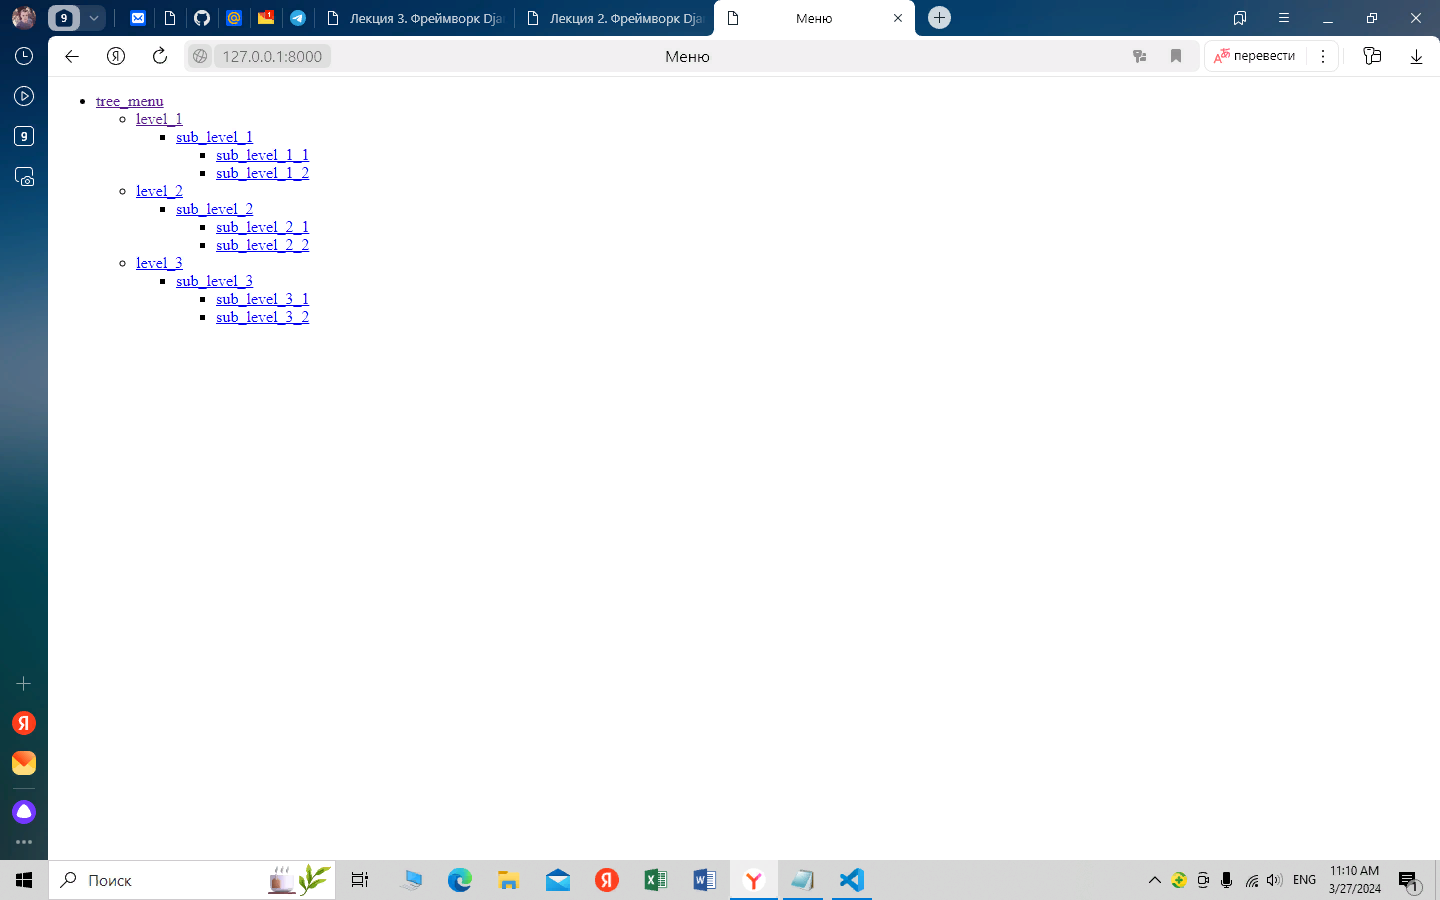 9
Лекция 3. Фреймворк Dja
Лекция 2. Фреймворк Dja
Меню
127.0.0.1:8000
Меню
перевести
9
tree_menu
level_1
sub_level_1
sub_level_1_1
sub_level_1_2
level_2
sub_level_2
sub_level_2_1
sub_level_2_2
level_3
sub_level_3
sub_level_3_1
sub_level_3_2
Поиск
ENG
11:10 AM
3/27/2024
1